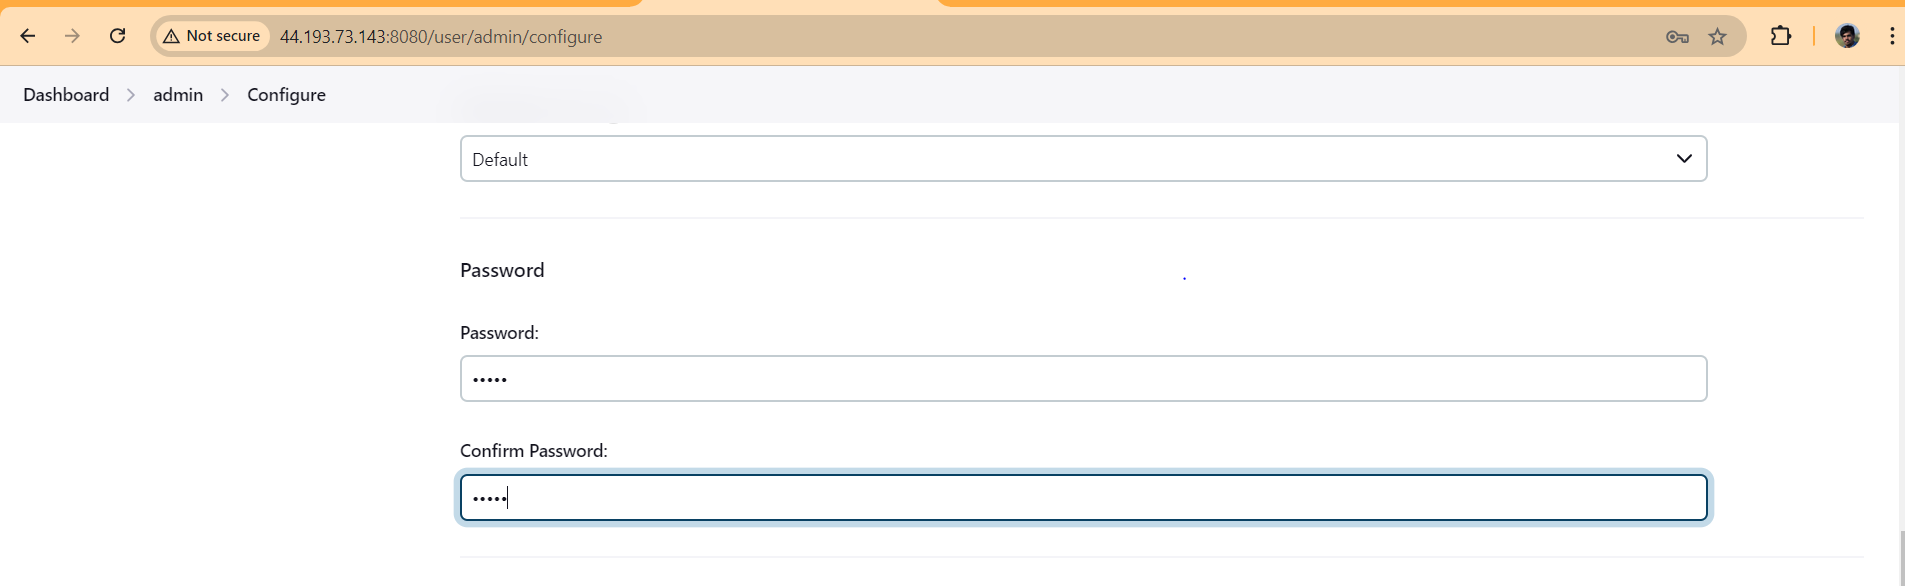 Not secure 44.193.73.143:8080/user/admin/configure
Dashboard admin Configure
Default
Password
Password:
•••••
Confirm Password:
•••••